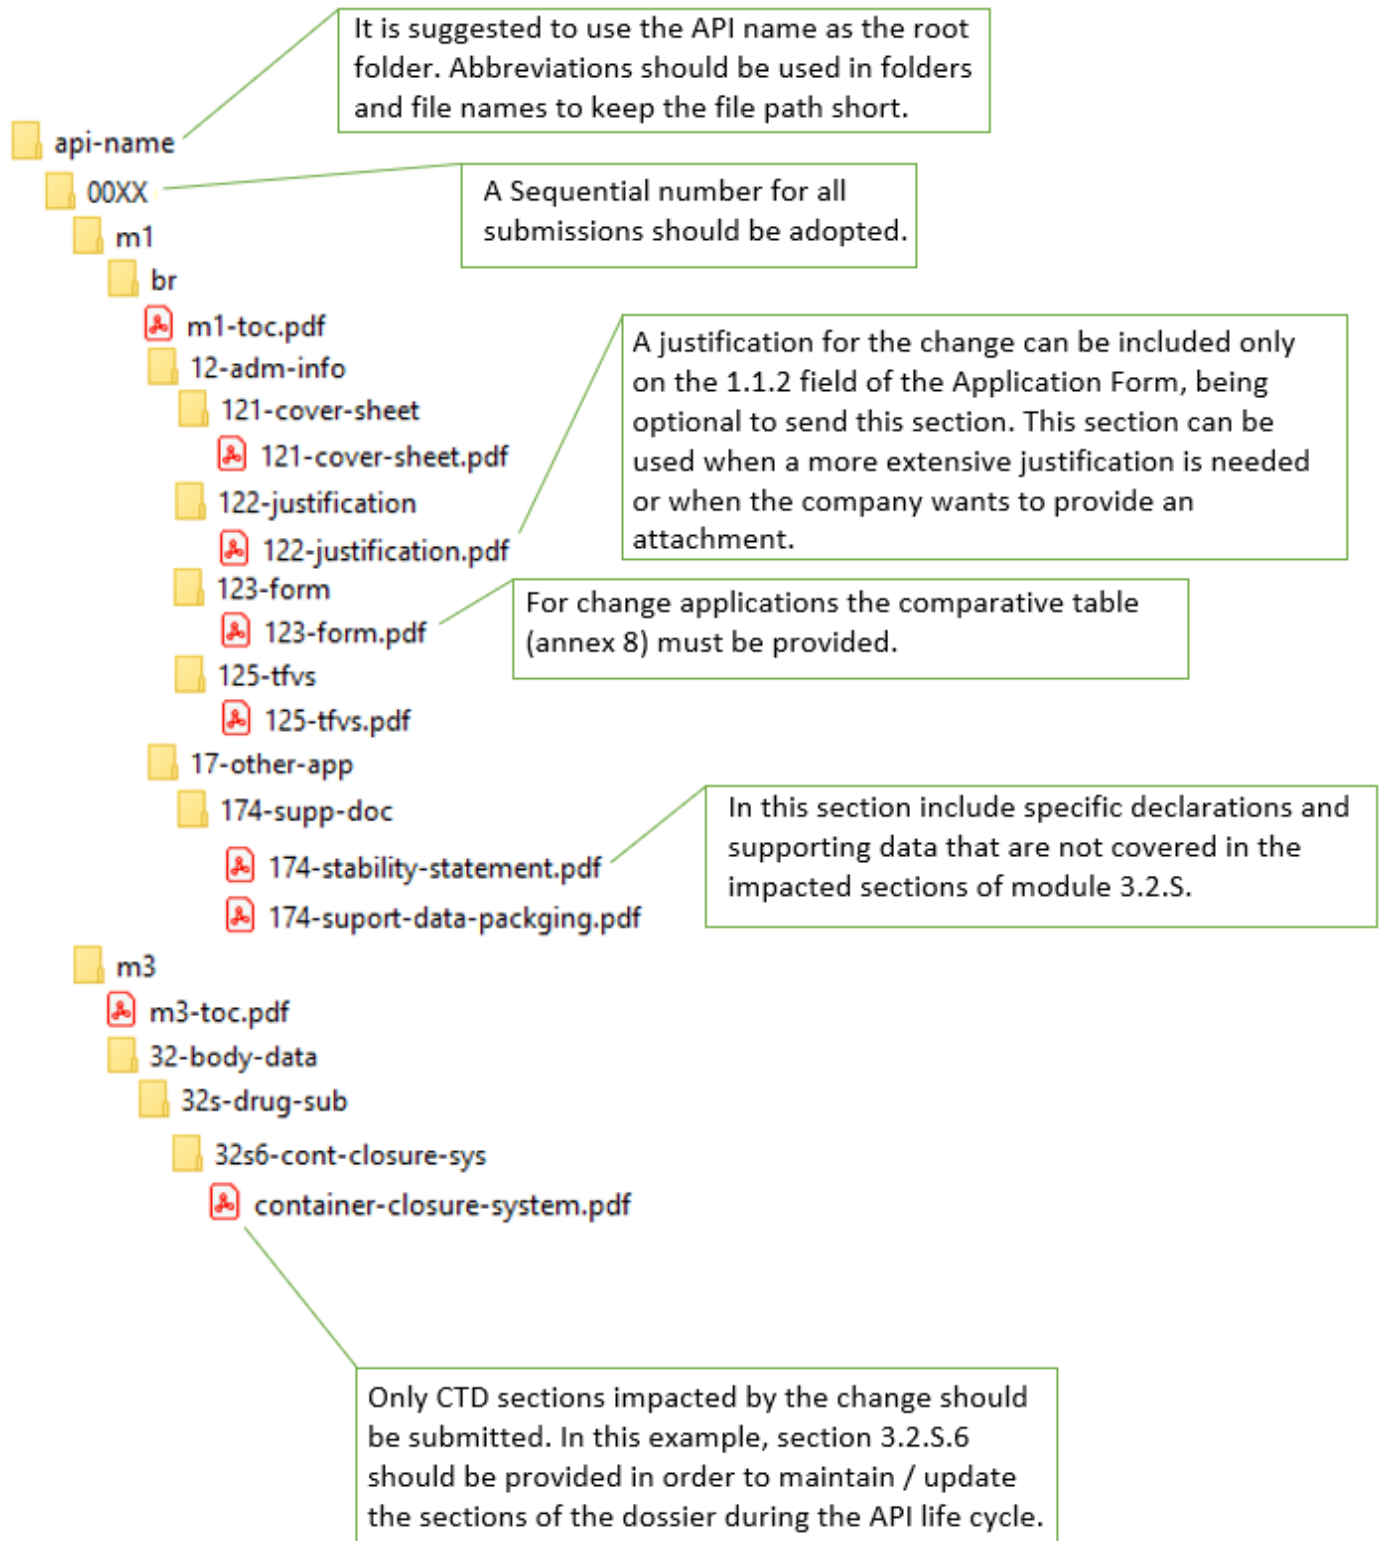 It is suggested to use the API name as the root
folder. Abbreviations should be used in folders
and file names to keep the file path short.
api-name
00XX
A Sequential number for all
submissions should be adopted.
m1
br
m1-toc.pdf
12-adm-info
121-cover-sheet
121-cover-sheet.pdf
122-justification
122-justification.pdf
A justification for the change can be included only
on the 1.1.2 field of the Application Form, being
optional to send this section. This section can be
used when a more extensive justification is needed
or when the company wants to provide an
attachment.
123-form
123-form.pdf
For change applications the comparative table
(annex 8) must be provided.
125-tfvs
125-tfvs.pdf
17-other-app
174-supp-doc
174-stability-statement.pdf
In this section include specific declarations and
supporting data that are not covered in the
impacted sections of module 3.2.S.
174-suport-data-packging.pdf
m3
m3-toc.pdf
32-body-data
32s-drug-sub
32s6-cont-closure-sys
container-closure-system.pdf
Only CTD sections impacted by the change should
be submitted. In this example, section 3.2.S.6
should be provided in order to maintain / update
the sections of the dossier during the API life cycle.